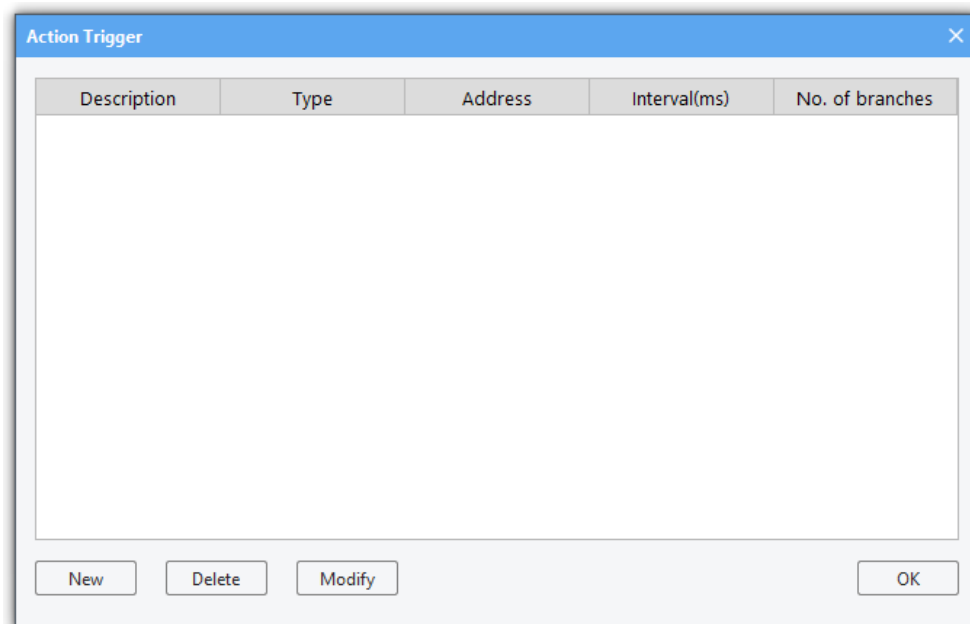 Action Trigger
Description Type Address Interval(ms) No. of branches
New Delete Modify OK